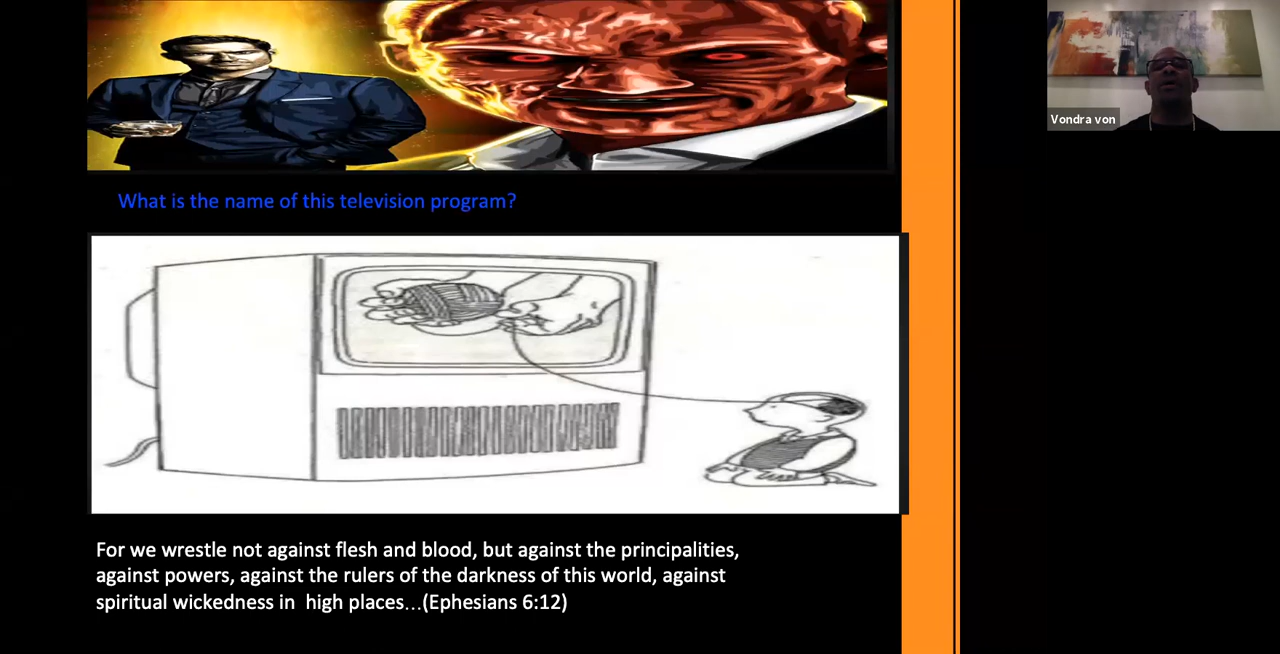 Vondra von
What is the name of this television program?
For we wrestle not against flesh and blood, but against the principalities,
against powers, against the rulers of the darkness of this world, against
spiritual wickedness in high places...(Ephesians 6:12)